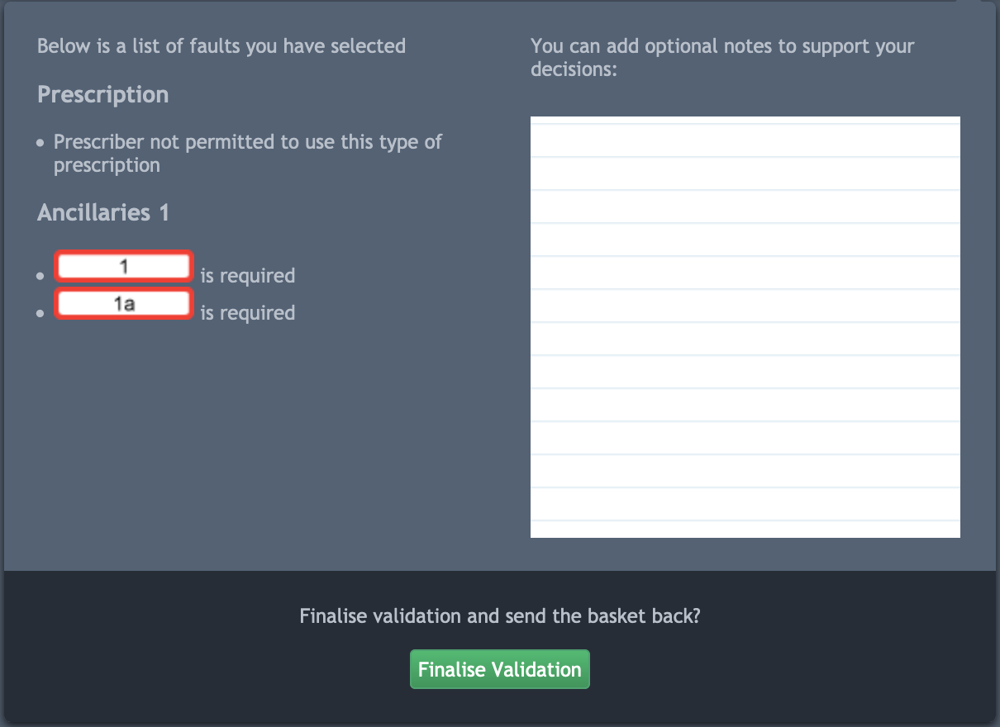 Below is a list of faults you have selected
Prescription
• Prescriber not permitted to use this type of
prescription
Ancillaries 1
• 1 is required
• 1a is required
You can add optional notes to support your
decisions:
Finalise validation and send the basket back?
Finalise Validation